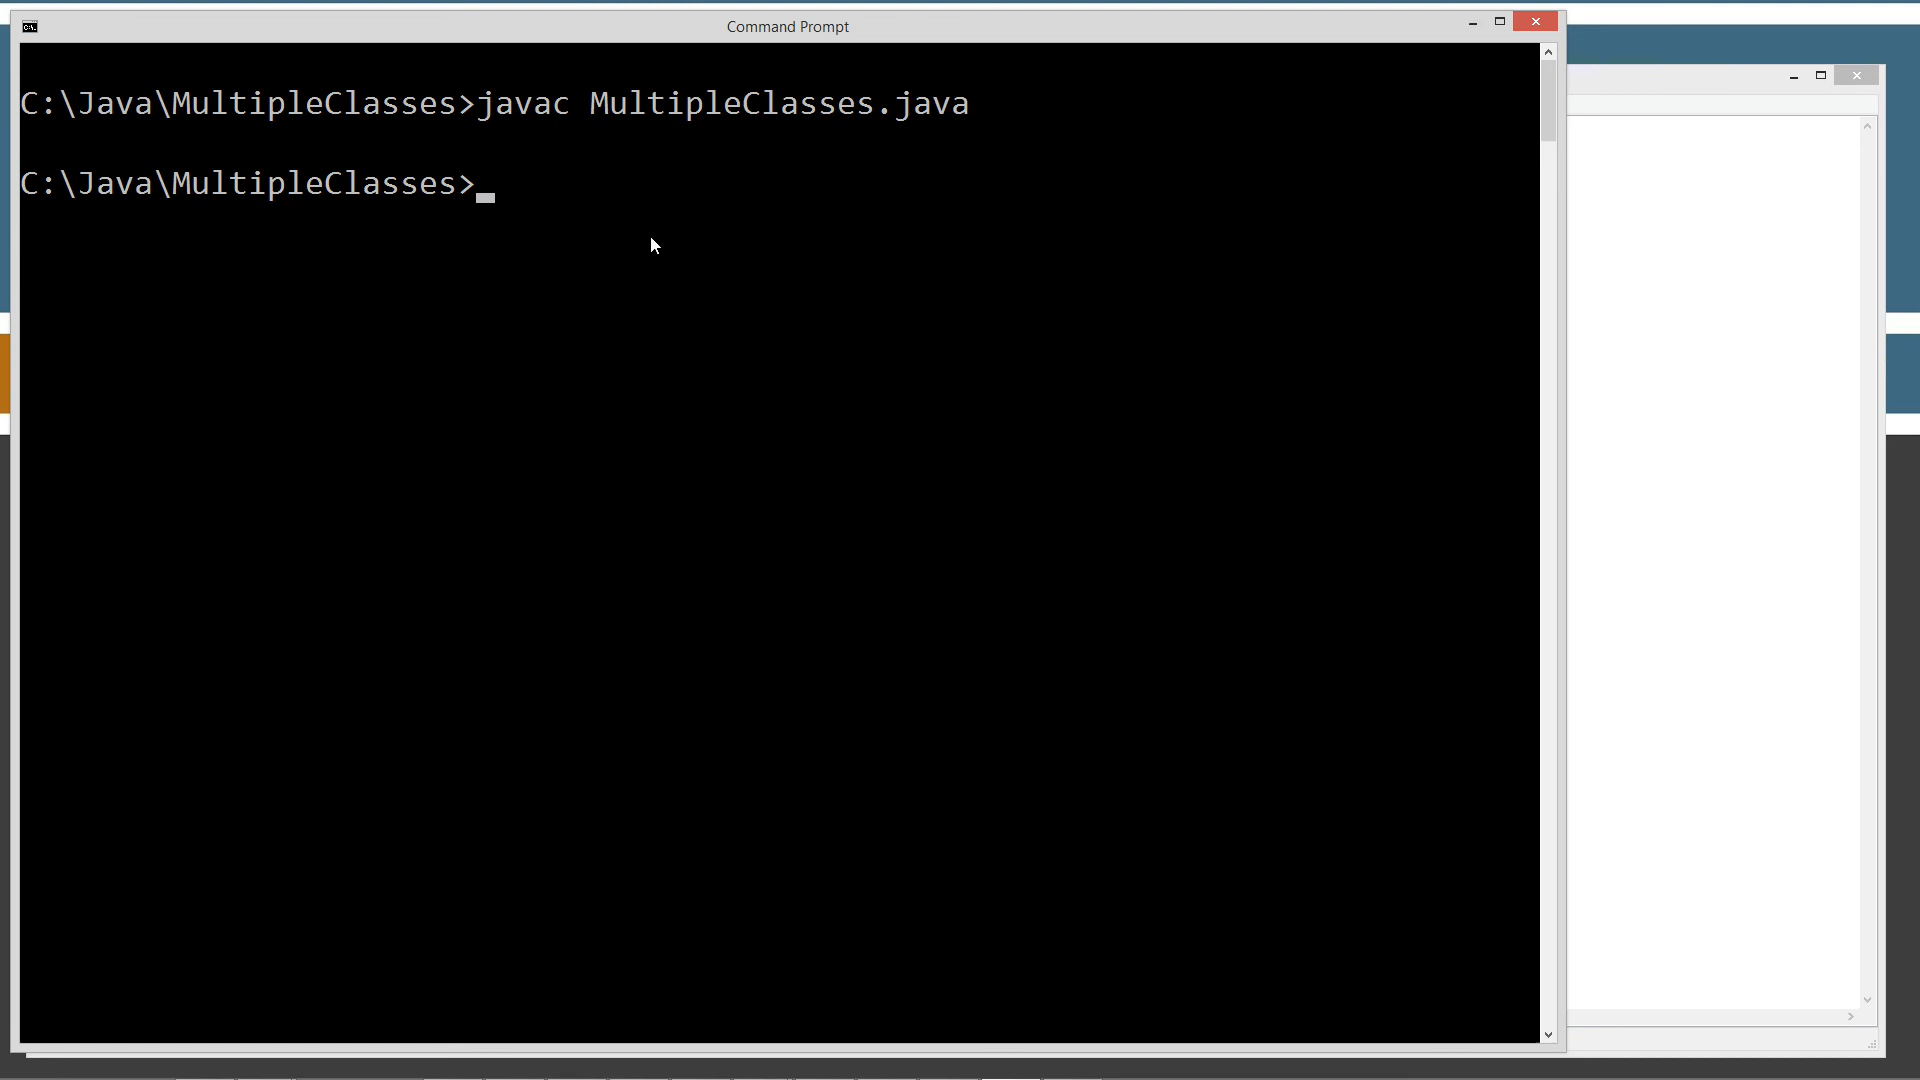 Command Prompt
C:\Java\MultipleClasses>javac MultipleClasses.java
C:\Java\MultipleClasses>